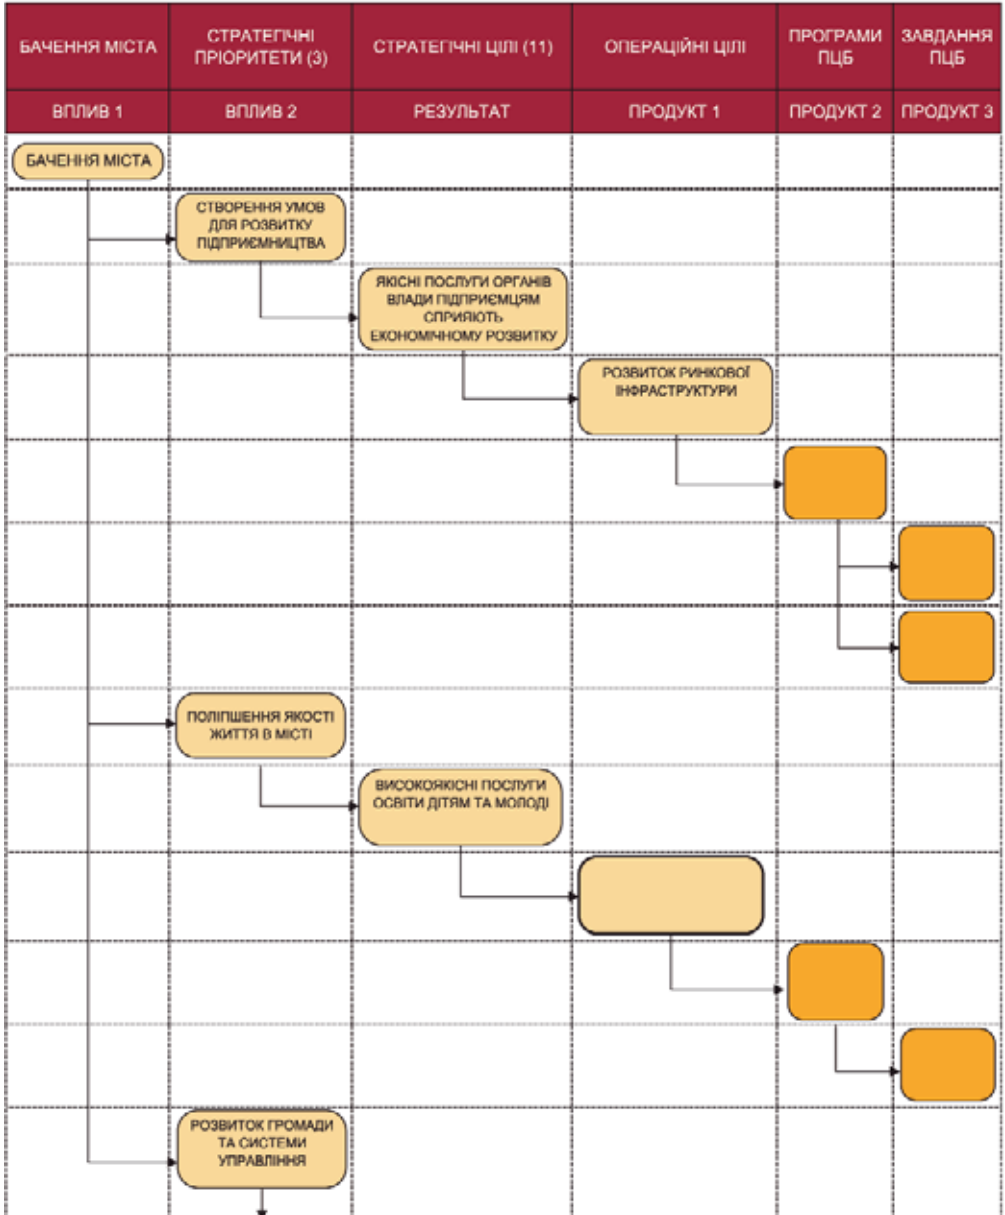 БАЧЕННЯ МІСТА
СТРАТЕГІЧНІ
ПРІОРИТЕТИ (3)
СТРАТЕГІЧНІ ЦІЛІ (11)
ОПЕРАЦІЙНІ ЦІЛІ
ПРОГРАМИ
ПЦБ
ЗАВДАННЯ
ПЦБ
ВПЛИВ 1
ВПЛИВ 2
РЕЗУЛЬТАТ
ПРОДУКТ 1
ПРОДУКТ 2
ПРОДУКТ 3
БАЧЕННЯ МІСТА
СТВОРЕННЯ УМОВ
ДЛЯ РОЗВИТКУ
ПІДПРИЄМНИЦТВА
ЯКІСНІ ПОСЛУГИ ОРГАНІВ
ВЛАДИ ПІДПРИЄМЦЯМ
СПРИЯЮТЬ
ЕКОНОМІЧНОМУ РОЗВИТКУ
РОЗВИТОК РИНКОВОЇ
ІНФРАСТРУКТУРИ
ПОЛІПШЕННЯ ЯКОСТІ
ЖИТТЯ В МІСТІ
ВИСОКОЯКІСНІ ПОСЛУГИ
ОСВІТИ ДІТЯМ ТА МОЛОДІ
РОЗВИТОК ГРОМАДИ
ТА СИСТЕМИ
УПРАВЛІННЯ